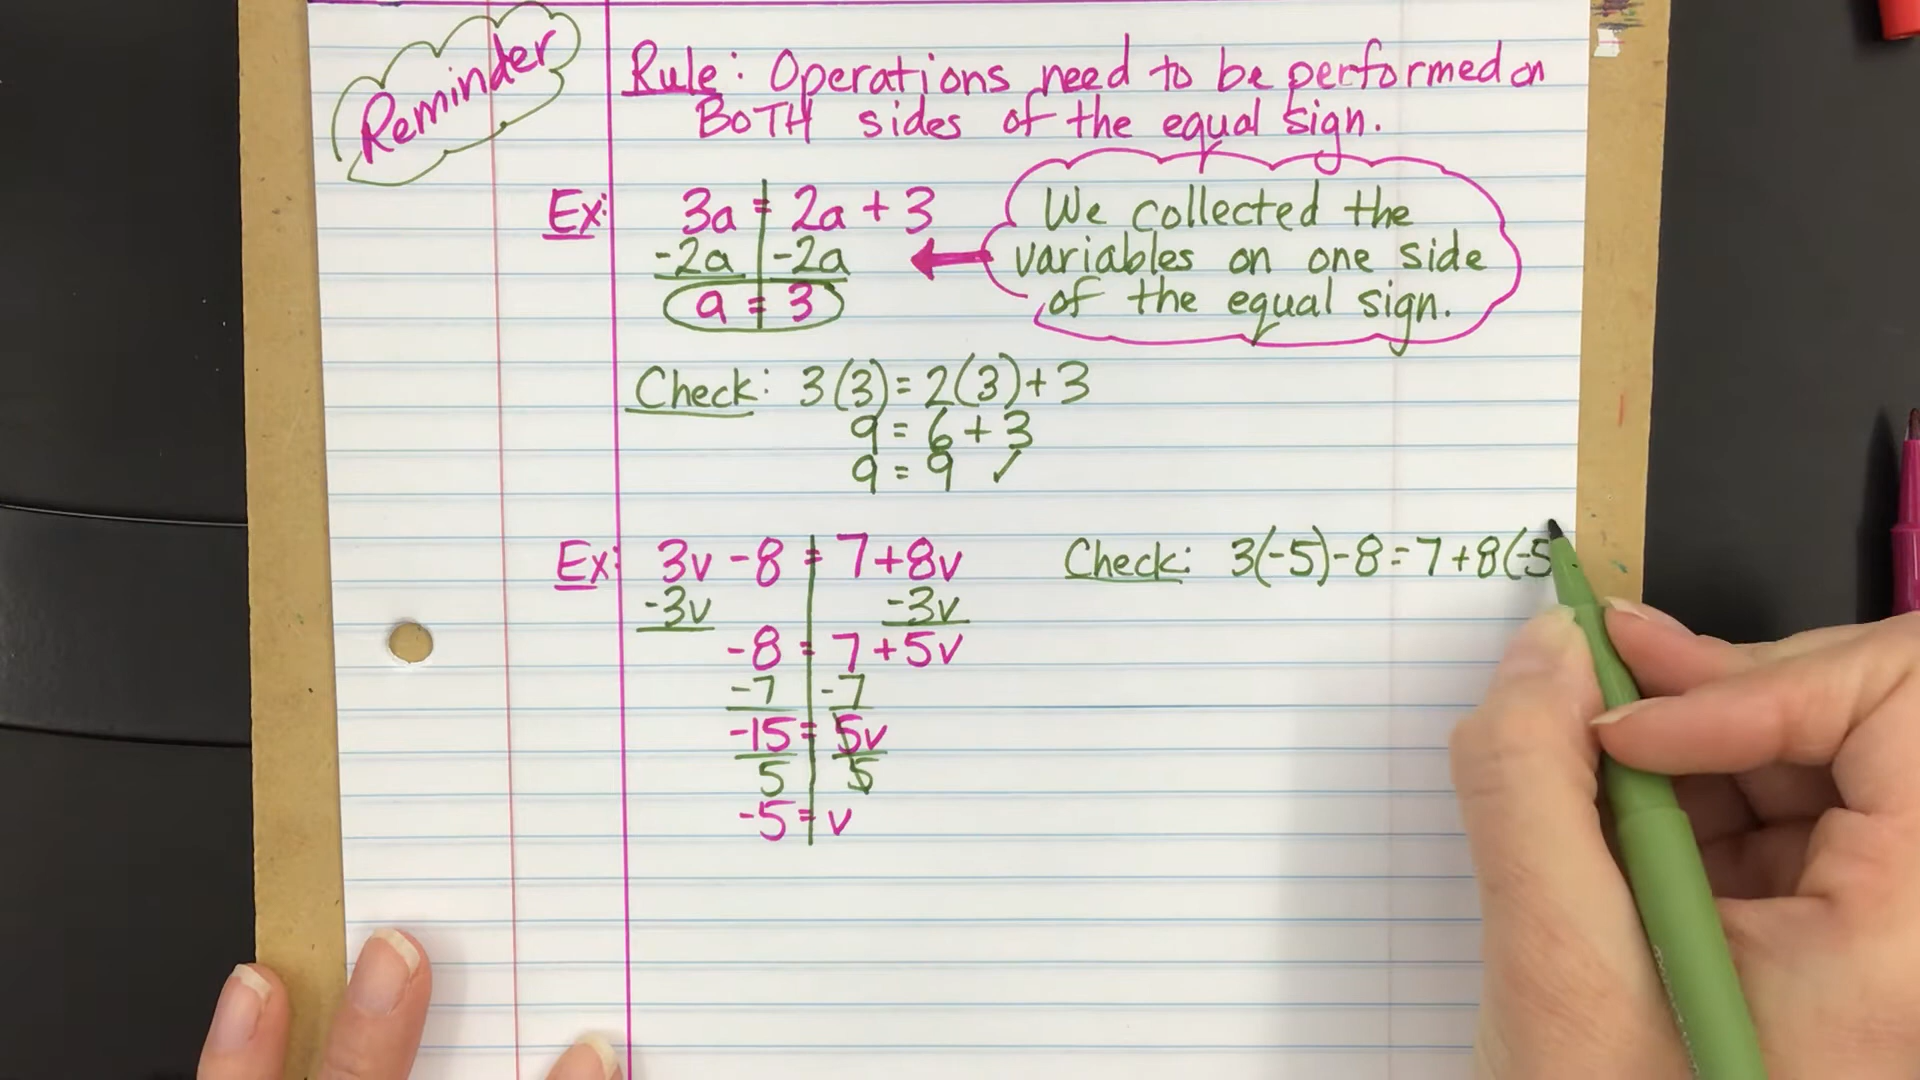 Reminder
Rule: Operations need to be performed on
BOTH sides of the equal sign.
Ex: 3a = 2a + 3
-2a -2a
a = 3
We collected the
variables on one side
of the equal sign.
Check: 3(3) = 2(3) + 3
9 = 6 + 3
9 = 9 ✓
Ex: 3v - 8 = 7 + 8v
-3v -3v
-8 = 7 + 5v
-7 -7
-15 = 5v
5 5
-5 = v
Check: 3(-5) - 8 = 7 + 8(-5